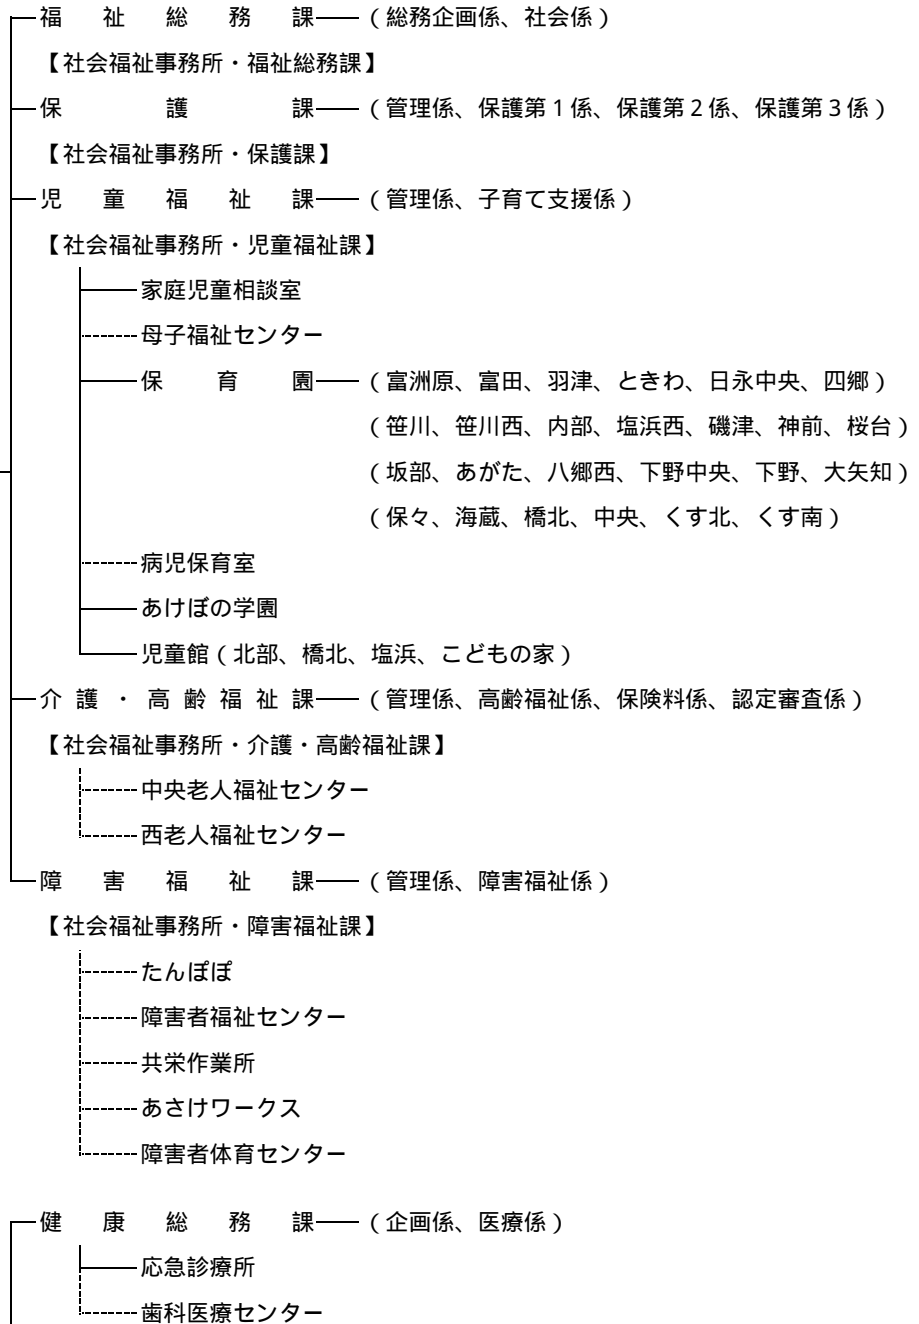 福祉総務課（総務企画係、社会係）
【社会福祉事務所・福祉総務課】
保護課（管理係、保護第１係、保護第２係、保護第３係）
【社会福祉事務所・保護課】
児童福祉課（管理係、子育て支援係）
【社会福祉事務所・児童福祉課】
家庭児童相談室
母子福祉センター
保育園（富洲原、富田、羽津、ときわ、日永中央、四郷）
（笹川、笹川西、内部、塩浜西、磯津、神前、桜台）
（坂部、あがた、八郷西、下野中央、下野、大矢知）
（保々、海蔵、橋北、中央、くす北、くす南）
病児保育室
あけぼの学園
児童館（北部、橋北、塩浜、こどもの家）
介護・高齢福祉課（管理係、高齢福祉係、保険料係、認定審査係）
【社会福祉事務所・介護・高齢福祉課】
中央老人福祉センター
西老人福祉センター
障害福祉課（管理係、障害福祉係）
【社会福祉事務所・障害福祉課】
たんぽぽ
障害者福祉センター
共栄作業所
あさけワークス
障害者体育センター
健康総務課（企画係、医療係）
応急診療所
歯科医療センター